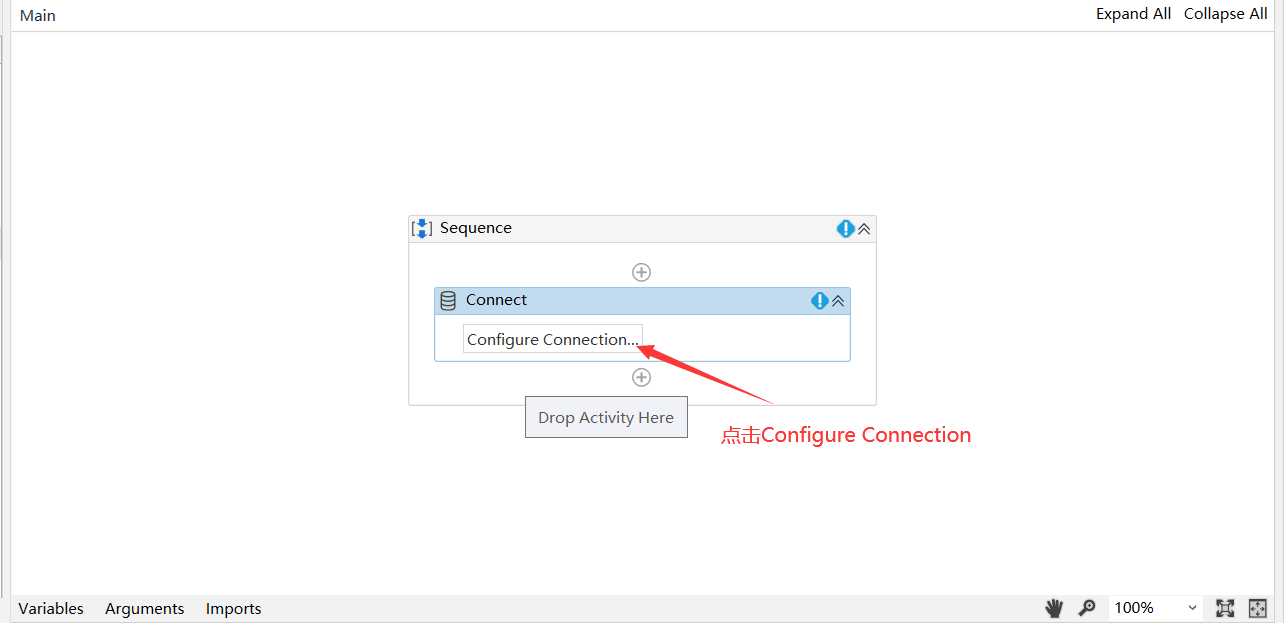 Main
Expand All
Collapse All
Sequence
Connect
Configure Connection...
Drop Activity Here
点击Configure Connection
Variables
Arguments
Imports
100%